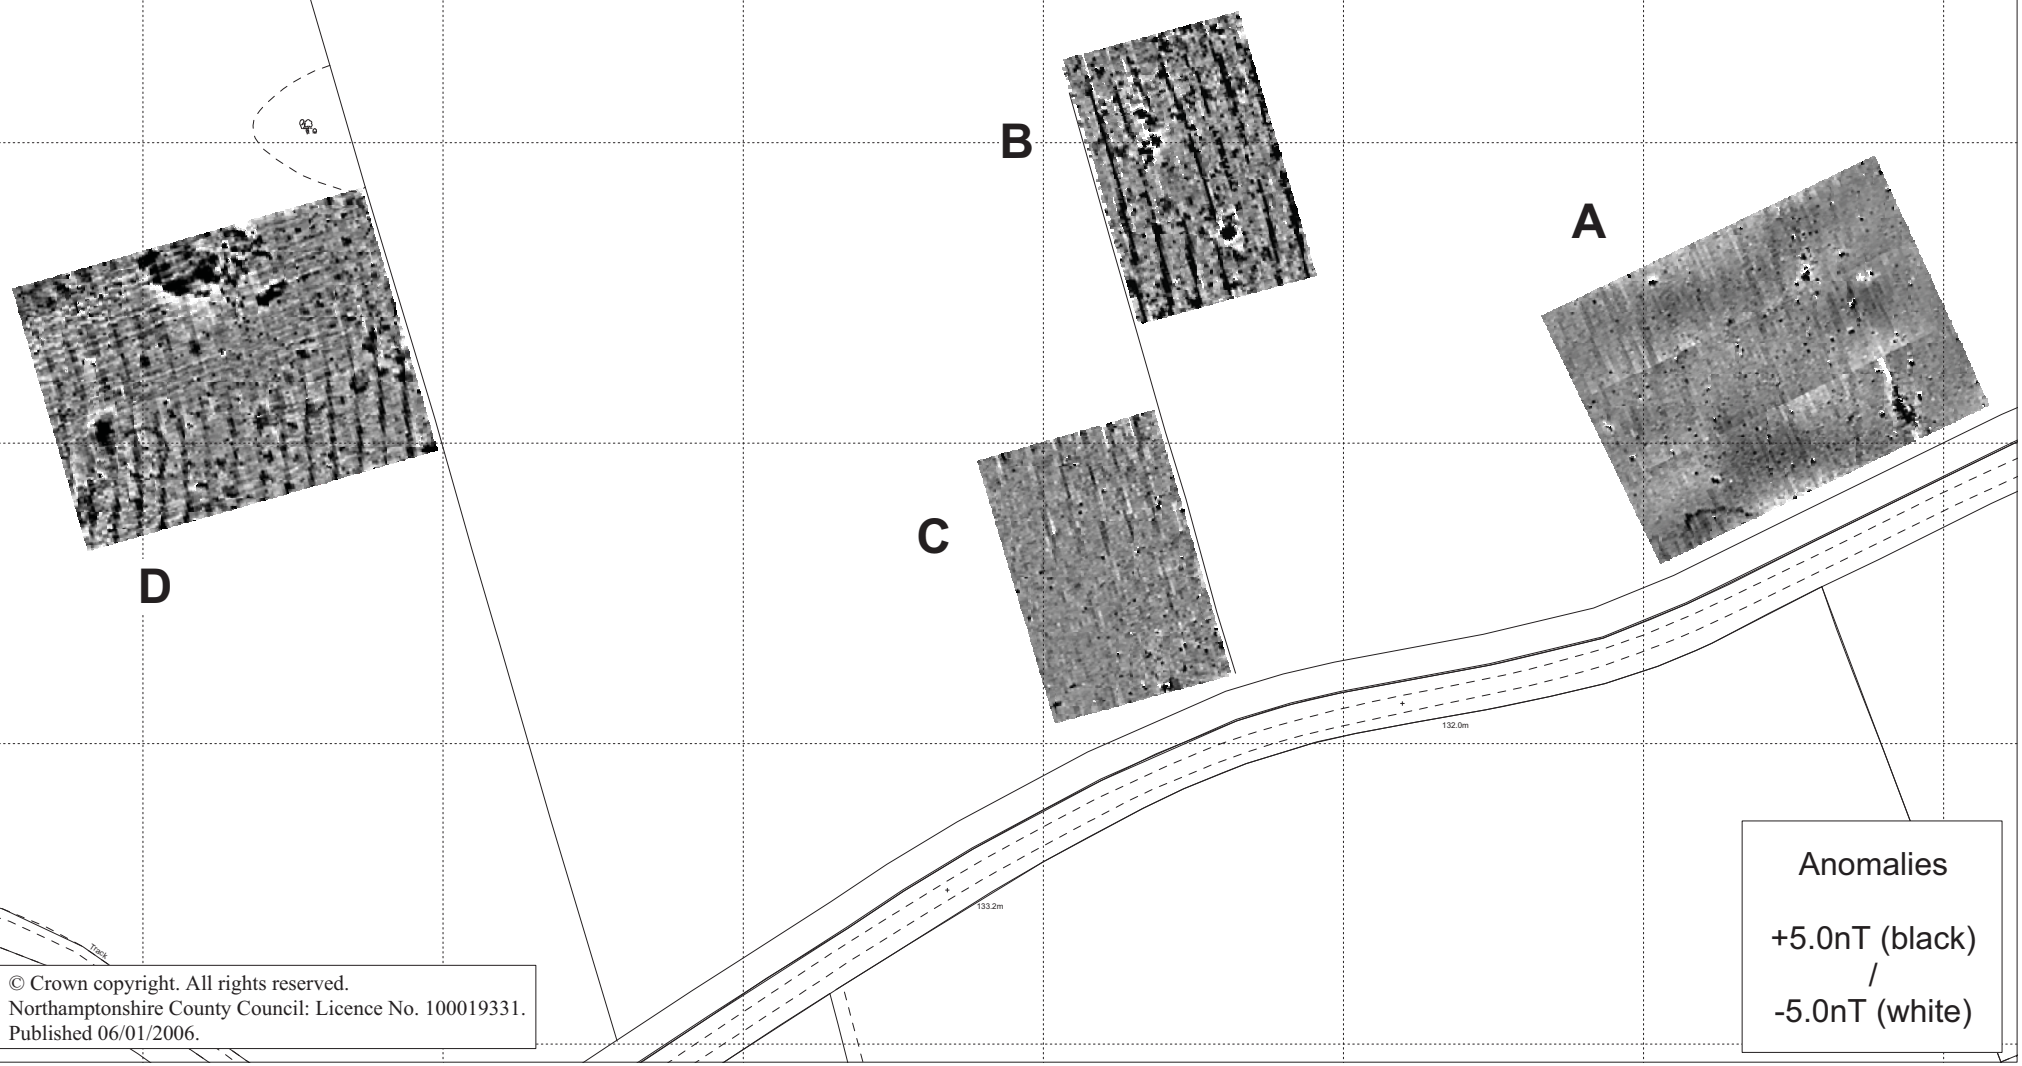 B
A
C
D
132.0m
133.2m
Track
Anomalies
+5.0nT (black)
/
-5.0nT (white)
© Crown copyright. All rights reserved.
Northamptonshire County Council: Licence No. 100019331.
Published 06/01/2006.